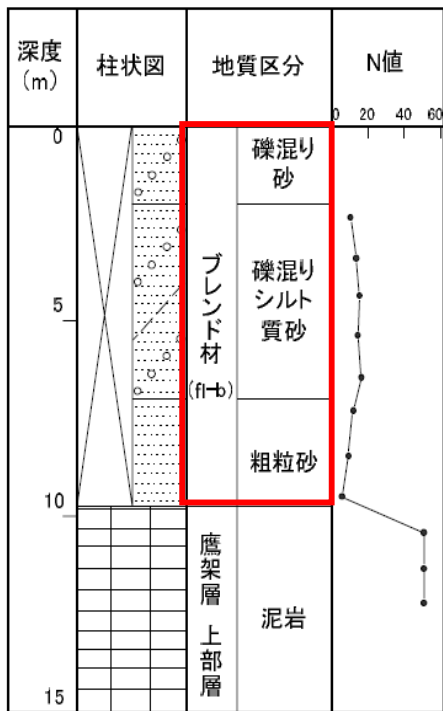 深度
(m)
柱状図
地質区分
N値
0 20 40 60
0
5
10
15
ブレンド材
(fl-b)
礫混り
砂
礫混り
シルト
質砂
粗粒砂
鷹架層 上部層
泥岩